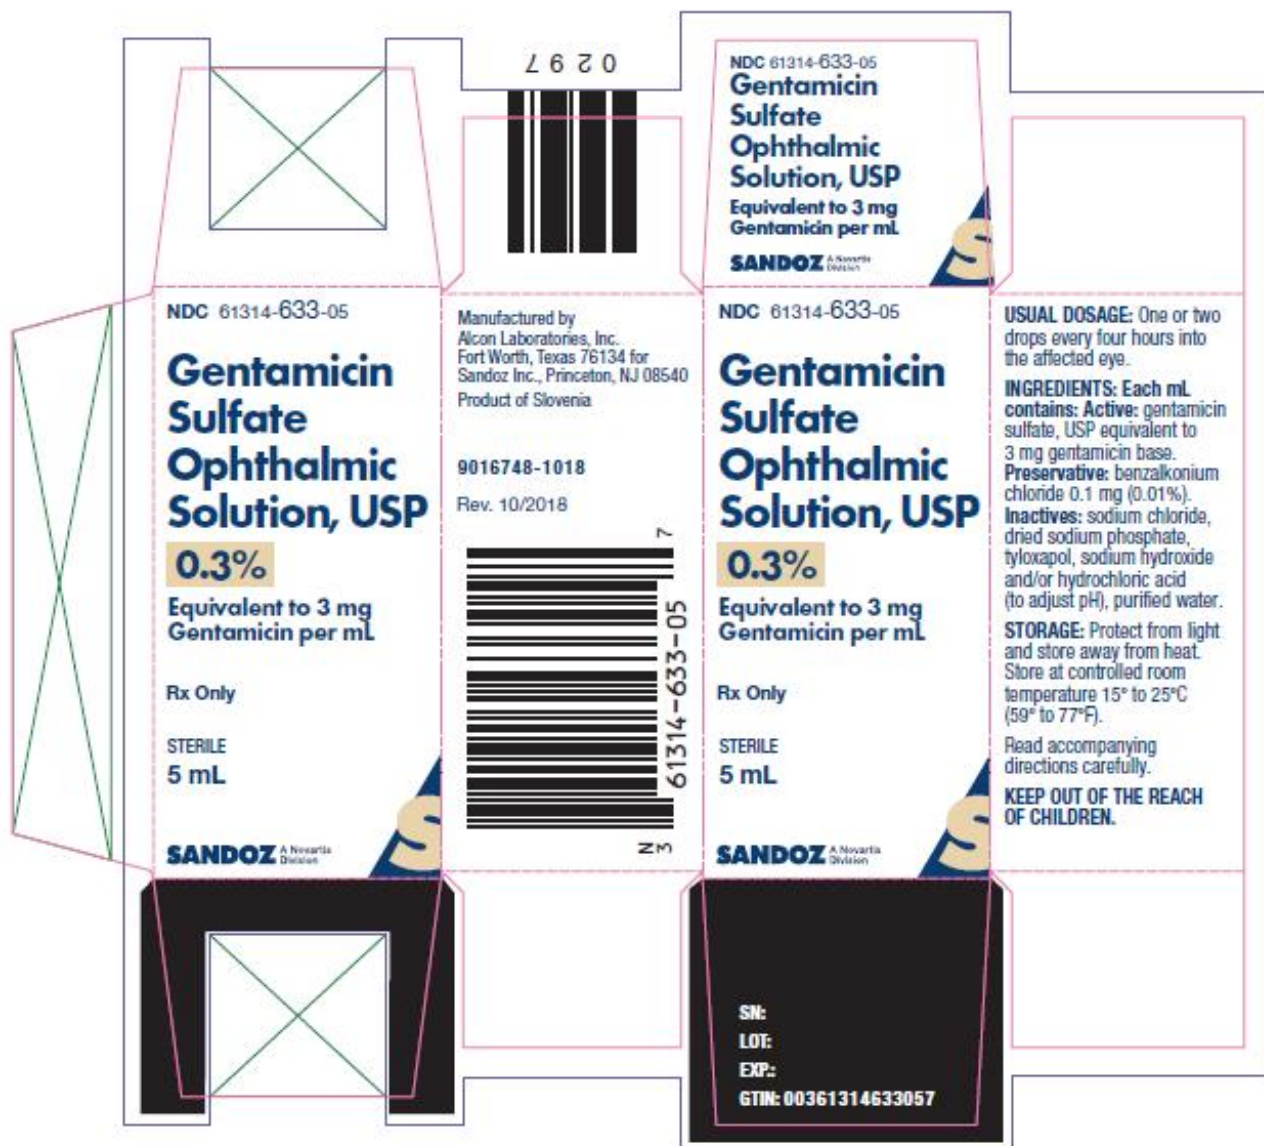 0297
NDC 61314-633-05
Gentamicin
Sulfate
Ophthalmic
Solution, USP
Equivalent to 3 mg
Gentamicin per mL
SANDOZ A Novartis
Division
S
NDC 61314-633-05
Gentamicin
Sulfate
Ophthalmic
Solution, USP
0.3%
Equivalent to 3 mg
Gentamicin per mL
Rx Only
STERILE
5 mL
SANDOZ A Novartis
Division
S
Manufactured by
Alcon Laboratories, Inc.
Fort Worth, Texas 76134 for
Sandoz Inc., Princeton, NJ 08540
Product of Slovenia
9016748-1018
Rev. 10/2018
N
3
61314-633-05
7
NDC 61314-633-05
Gentamicin
Sulfate
Ophthalmic
Solution, USP
0.3%
Equivalent to 3 mg
Gentamicin per mL
Rx Only
STERILE
5 mL
SANDOZ A Novartis
Division
S
USUAL DOSAGE: One or two
drops every four hours into
the affected eye.
INGREDIENTS: Each mL
contains: Active: gentamicin
sulfate, USP equivalent to
3 mg gentamicin base.
Preservative: benzalkonium
chloride 0.1 mg (0.01%).
Inactives: sodium chloride,
dried sodium phosphate,
tyloxapol, sodium hydroxide
and/or hydrochloric acid
(to adjust pH), purified water.
STORAGE: Protect from light
and store away from heat.
Store at controlled room
temperature 15° to 25°C
(59° to 77°F).
Read accompanying
directions carefully.
KEEP OUT OF THE REACH
OF CHILDREN.
SN:
LOT:
EXP.:
GTIN: 00361314633057